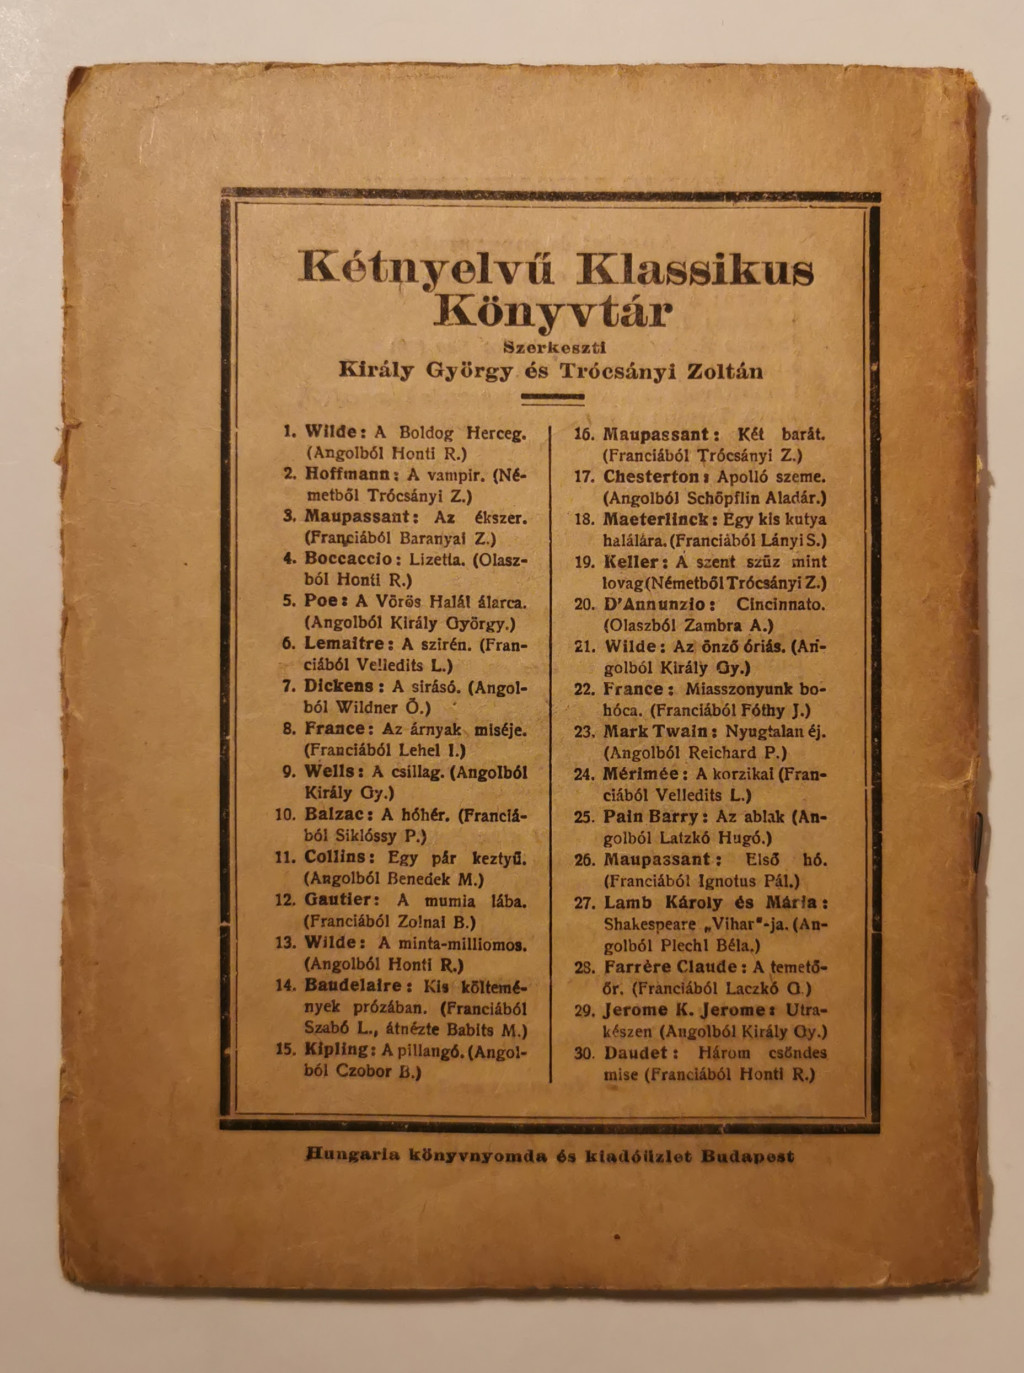 Kétnyelvű Klassikus
Könyvtár
Szerkeszti
Király György és Trócsányi Zoltán
1. Wilde: A Boldog Herceg.
(Angolból Honti R.)
2. Hoffmann: A vampir. (Né-
metből Trócsányi Z.)
3. Maupassant: Az ékszer.
(Franciából Baranyai Z.)
4. Boccaccio: Lizetta. (Olasz-
ból Honti R.)
5. Poe: A Vörös Halál álarca.
(Angolból Király György.)
6. Lemaitre: A szirén. (Fran-
ciából Velledits L.)
7. Dickens: A sirásó. (Angol-
ból Wildner Ö.)
8. France: Az árnyak miséje.
(Franciából Lehel I.)
9. Wells: A csillag. (Angolból
Király Gy.)
10. Balzac: A hóhér. (Franciá-
ból Siklóssy P.)
11. Collins: Egy pár keztyű.
(Angolból Benedek M.)
12. Gautier: A mumia lába.
(Franciából Zolnai B.)
13. Wilde: A minta-milliomos.
(Angolból Honti R.)
14. Baudelaire: Kis költemé-
nyek prózában. (Franciából
Szabó L., átnézte Babits M.)
15. Kipling: A pillangó. (Angol-
ból Czobor B.)
16. Maupassant: Két barát.
(Franciából Trócsányi Z.)
17. Chesterton: Apolló szeme.
(Angolból Schöpflin Aladár.)
18. Maeterlinck: Egy kis kutya
halálára. (Franciából Lányi S.)
19. Keller: A szent szűz mint
lovag (Németből Trócsányi Z.)
20. D'Annunzio: Cincinnato.
(Olaszból Zambra A.)
21. Wilde: Az önző óriás. (An-
golból Király Gy.)
22. France: Miasszonyunk bo-
hóca. (Franciából Fóthy J.)
23. Mark Twain: Nyugtalan éj.
(Angolból Reichard P.)
24. Mérimée: A korzikai (Fran-
ciából Velledits L.)
25. Pain Barry: Az ablak (An-
golból Latzkó Hugó.)
26. Maupassant: Első hó.
(Franciából Ignotus Pál.)
27. Lamb Károly és Mária:
Shakespeare „Vihar"-ja. (An-
golból Plechl Béla.)
28. Farrère Claude: A temető-
őr. (Franciából Laczkó G.)
29. Jerome K. Jerome: Utra-
készen (Angolból Király Gy.)
30. Daudet: Három csöndes
mise (Franciából Honti R.)
Hungaria könyvnyomda és kiadóüzlet Budapest